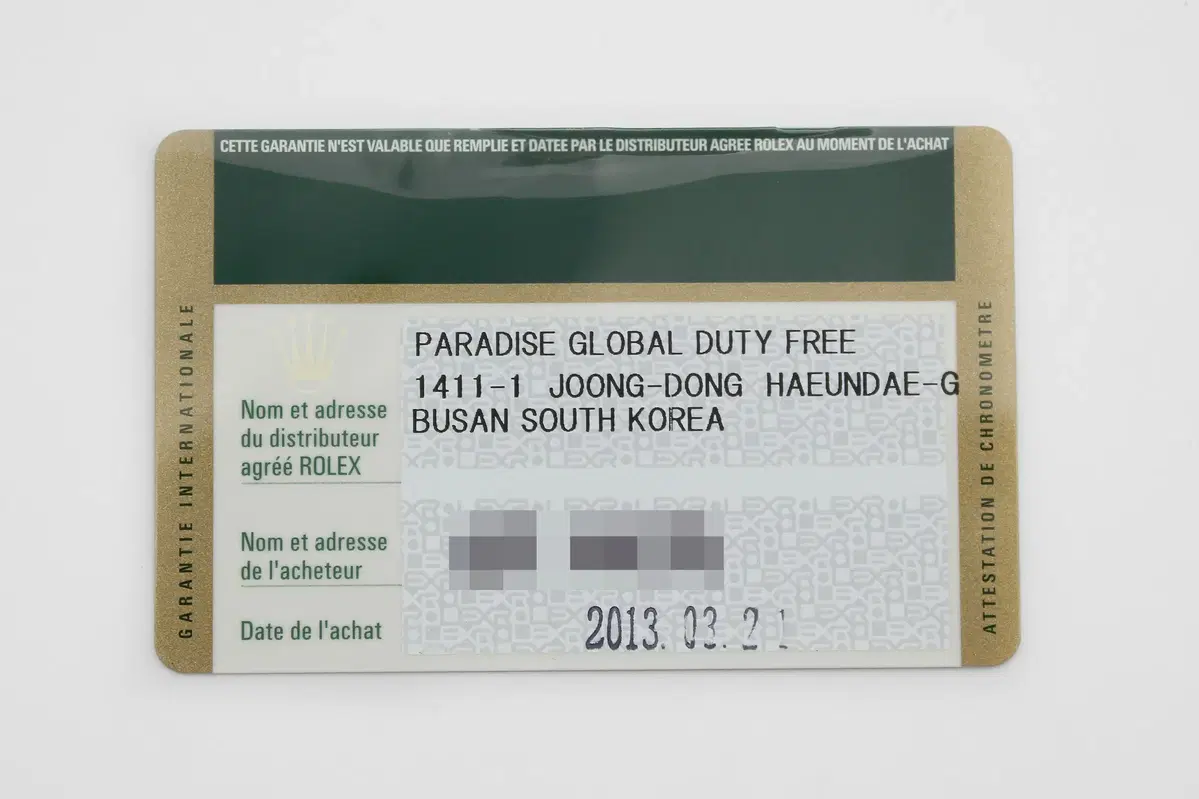 CETTE GARANTIE N'EST VALABLE QUE REMPLIE ET DATEE PAR LE DISTRIBUTEUR AGREE ROLEX AU MOMENT DE L'ACHAT
GARANTIE INTERNATIONALE
Nom et adresse
du distributeur
agréé ROLEX
PARADISE GLOBAL DUTY FREE
1411-1 JOONG-DONG HAEUNDAE-G
BUSAN SOUTH KOREA
Nom et adresse
de l'acheteur
Date de l'achat
2013. 03. 21
ATTESTATION DE CHRONOMETRE